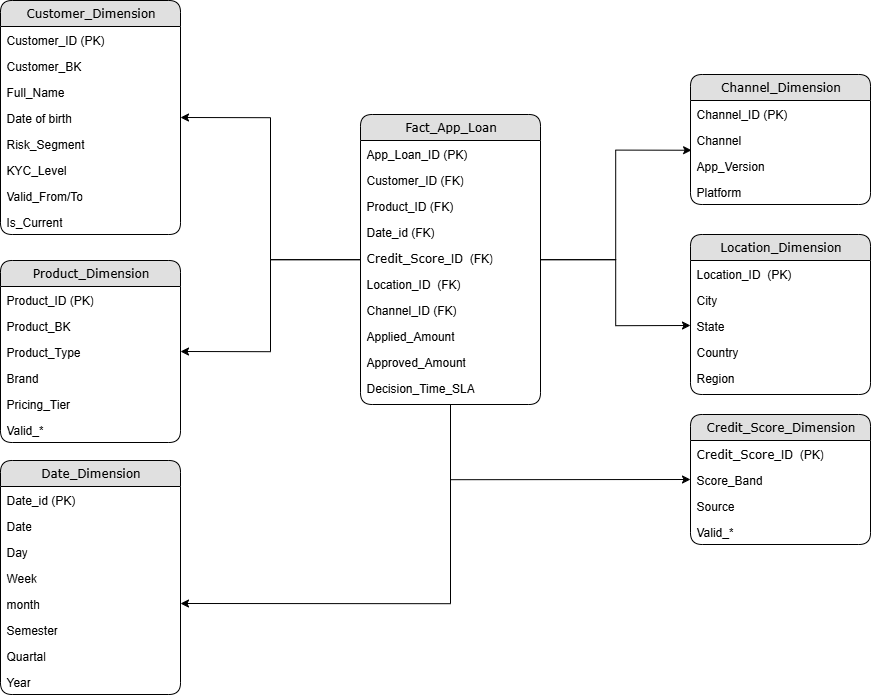 Customer_Dimension
Customer_ID (PK)
Customer_BK
Full_Name
Date of birth
Risk_Segment
KYC_Level
Valid_From/To
Is_Current
Product_Dimension
Product_ID (PK)
Product_BK
Product_Type
Brand
Pricing_Tier
Valid_*
Date_Dimension
Date_id (PK)
Date
Day
Week
month
Semester
Quartal
Year
Fact_App_Loan
App_Loan_ID (PK)
Customer_ID (FK)
Product_ID (FK)
Date_id (FK)
Credit_Score_ID (FK)
Location_ID (FK)
Channel_ID (FK)
Applied_Amount
Approved_Amount
Decision_Time_SLA
Channel_Dimension
Channel_ID (PK)
Channel
App_Version
Platform
Location_Dimension
Location_ID (PK)
City
State
Country
Region
Credit_Score_Dimension
Credit_Score_ID (PK)
Score_Band
Source
Valid_*